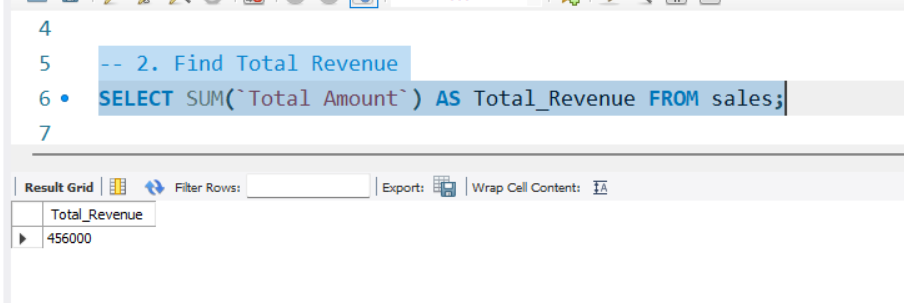 4
5 -- 2. Find Total Revenue
6 SELECT SUM(`Total Amount`) AS Total_Revenue FROM sales;
7
Result Grid Filter Rows: Export: Wrap Cell Content: IA
Total_Revenue
456000